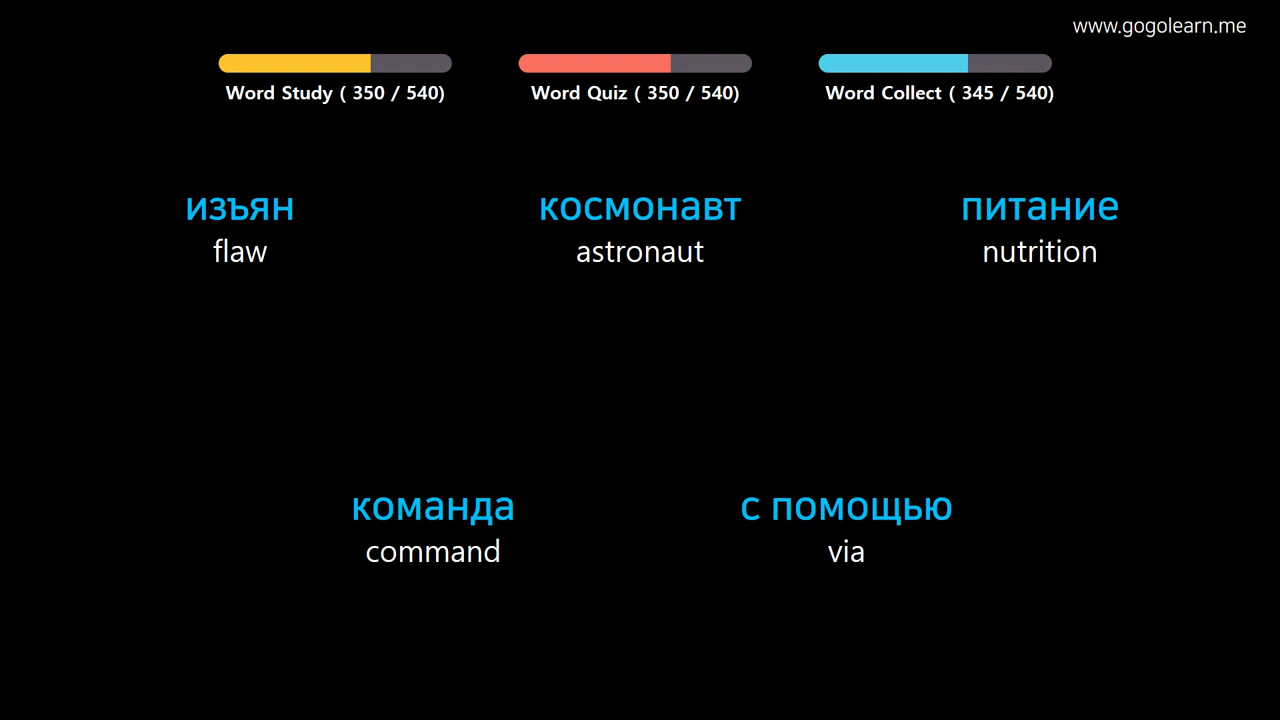 www.gogolearn.me
Word Study ( 350 / 540)
Word Quiz ( 350 / 540)
Word Collect ( 345 / 540)
изъян
flaw
космонавт
astronaut
питание
nutrition
команда
command
с помощью
via